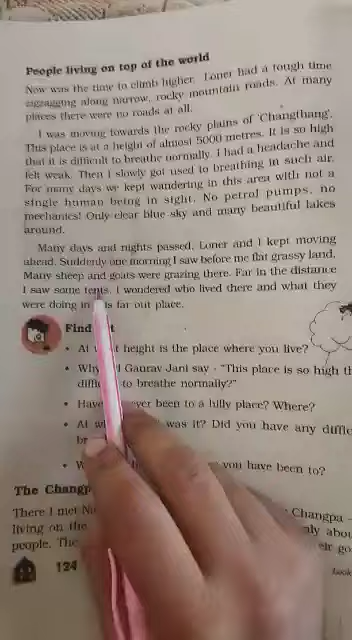 People living on top of the world
Now was the time to climb higher. Loner had a tough time
zigzagging along narrow, rocky mountain roads. At many
places there were no roads at all.
I was moving towards the rocky plains of 'Changthang'.
This place is at a height of almost 5000 metres. It is so high
that it is difficult to breathe normally. I had a headache and
felt weak. Then I slowly got used to breathing in such air.
For many days we kept wandering in this area with not a
single human being in sight. No petrol pumps, no
mechanics! Only clear blue sky and many beautiful lakes
around.
Many days and nights passed. Loner and I kept moving
ahead. Suddenly one morning I saw before me flat grassy land.
Many sheep and goats were grazing there. Far in the distance
I saw some tents. I wondered who lived there and what they
were doing in is far out place.
Find
• At height is the place where you live?
• Why Gaurav Jani say - "This place is so high
to breathe normally?"
• Have ever been to a hilly place? Where?
• At was it? Did you have any
you have been to?
The
There I met Changpa -
living on the
people. The
124